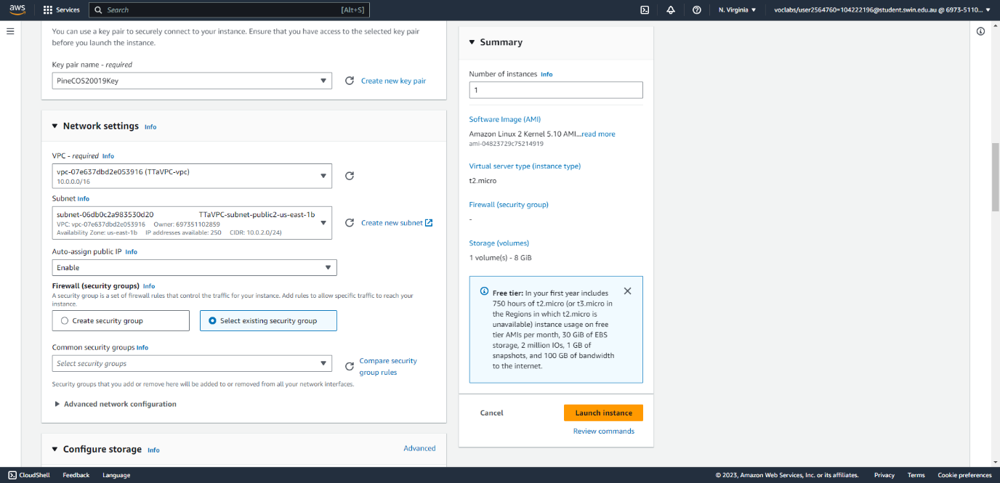 aws
Services
Search
[Alt+S]
N. Virginia
voclabs/user2564760=104222196@student.swin.edu.au @ 6973-5110...
You can use a key pair to securely connect to your instance. Ensure that you have access to the selected key pair
before you launch the instance.
Key pair name - required
PineCOS20019Key
Create new key pair
Network settings Info
VPC - required Info
vpc-07e637dbd2e053916 (TTaVPC-vpc)
10.0.0.0/16
Subnet Info
subnet-06db0c2a983530d20 TTaVPC-subnet-public2-us-east-1b
VPC: vpc-07e637dbd2e053916 Owner: 697351102859
Availability Zone: us-east-1b IP addresses available: 250 CIDR: 10.0.2.0/24)
Create new subnet
Auto-assign public IP Info
Enable
Firewall (security groups) Info
A security group is a set of firewall rules that control the traffic for your instance. Add rules to allow specific traffic to reach your
instance.
Create security group
Select existing security group
Common security groups Info
Select security groups
Compare security
group rules
Security groups that you add or remove here will be added to or removed from all your network interfaces.
Advanced network configuration
Configure storage Info
Advanced
Summary
Number of instances Info
1
Software Image (AMI)
Amazon Linux 2 Kernel 5.10 AMI...read more
ami-04823729c75214919
Virtual server type (instance type)
t2.micro
Firewall (security group)
-
Storage (volumes)
1 volume(s) - 8 GiB
Free tier: In your first year includes
750 hours of t2.micro (or t3.micro in
the Regions in which t2.micro is
unavailable) instance usage on free
tier AMIs per month, 30 GiB of EBS
storage, 2 million IOs, 1 GB of
snapshots, and 100 GB of bandwidth
to the internet.
Cancel
Launch instance
Review commands
CloudShell
Feedback
Language
© 2023, Amazon Web Services, Inc. or its affiliates.
Privacy
Terms
Cookie preferences